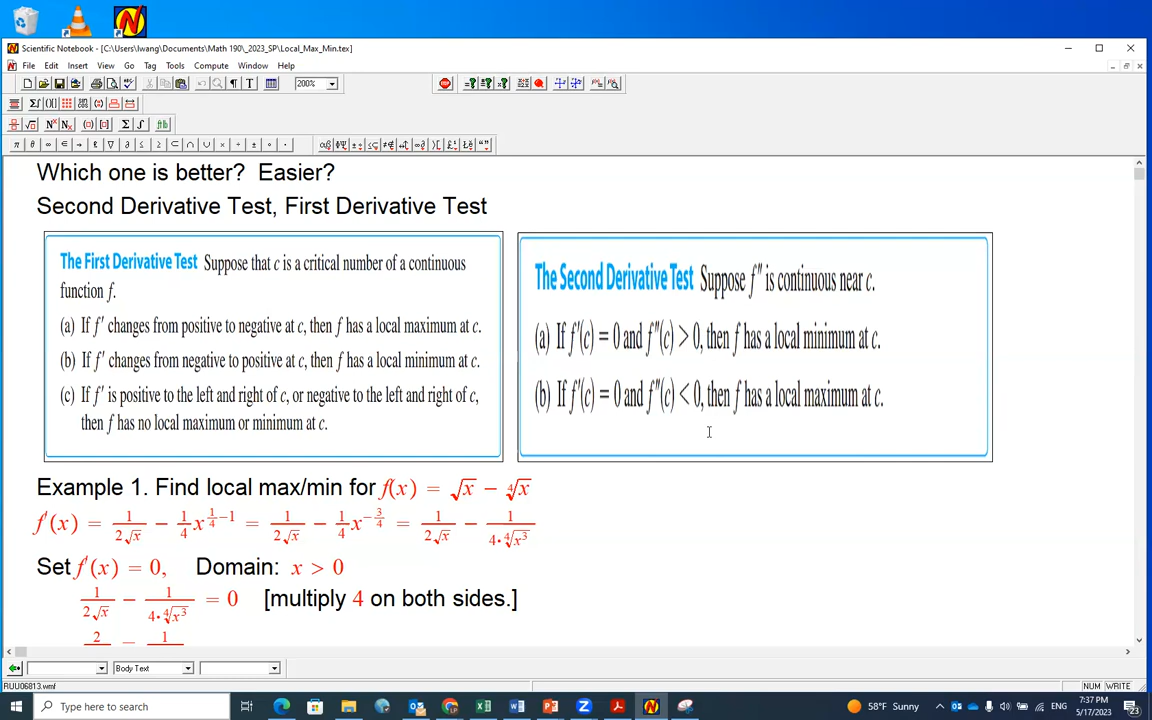 Scientific Notebook - [C:\Users\lwang\Documents\Math 190\_2023_SP\Local_Max_Min.tex]
File Edit Insert View Go Tag Tools Compute Window Help
200%
Which one is better? Easier?
Second Derivative Test, First Derivative Test
The First Derivative Test Suppose that c is a critical number of a continuous
function f.
(a) If f′ changes from positive to negative at c, then f has a local maximum at c.
(b) If f′ changes from negative to positive at c, then f has a local minimum at c.
(c) If f′ is positive to the left and right of c, or negative to the left and right of c,
then f has no local maximum or minimum at c.
The Second Derivative Test Suppose f″ is continuous near c.
(a) If f′(c) = 0 and f″(c) > 0, then f has a local minimum at c.
(b) If f′(c) = 0 and f″(c) < 0, then f has a local maximum at c.
Example 1. Find local max/min for f(x) = √x − ∜x
f′(x) = 1/(2√x) − 1/4 x^(1/4−1) = 1/(2√x) − 1/4 x^(−3/4) = 1/(2√x) − 1/(4·∜x³)
Set f′(x) = 0, Domain: x > 0
1/(2√x) − 1/(4·∜x³) = 0 [multiply 4 on both sides.]
2 − 1
Body Text
RUU06813.wmf
NUM WRITE
Type here to search
58°F Sunny
ENG
7:37 PM
5/17/2023
23